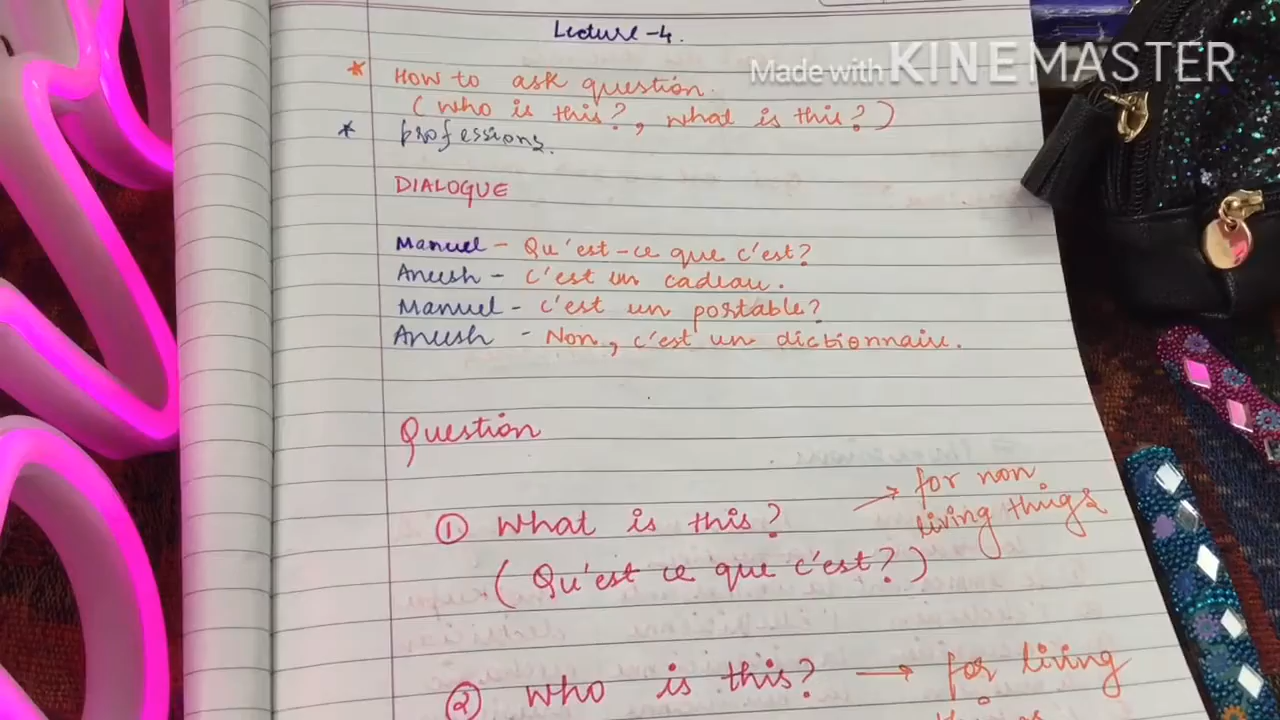 Lecture-4.
Made with KINEMASTER
* How to ask question.
(who is this?, what is this?)
* professions.
DIALOGUE
Manuel - Qu'est-ce que c'est?
Aneesh - C'est un cadeau.
Manuel - C'est un portable?
Aneesh - Non, c'est un dictionnaire.
Question
① What is this? → for non
living thigs
(Qu'est ce que c'est?)
② Who is this? → for living